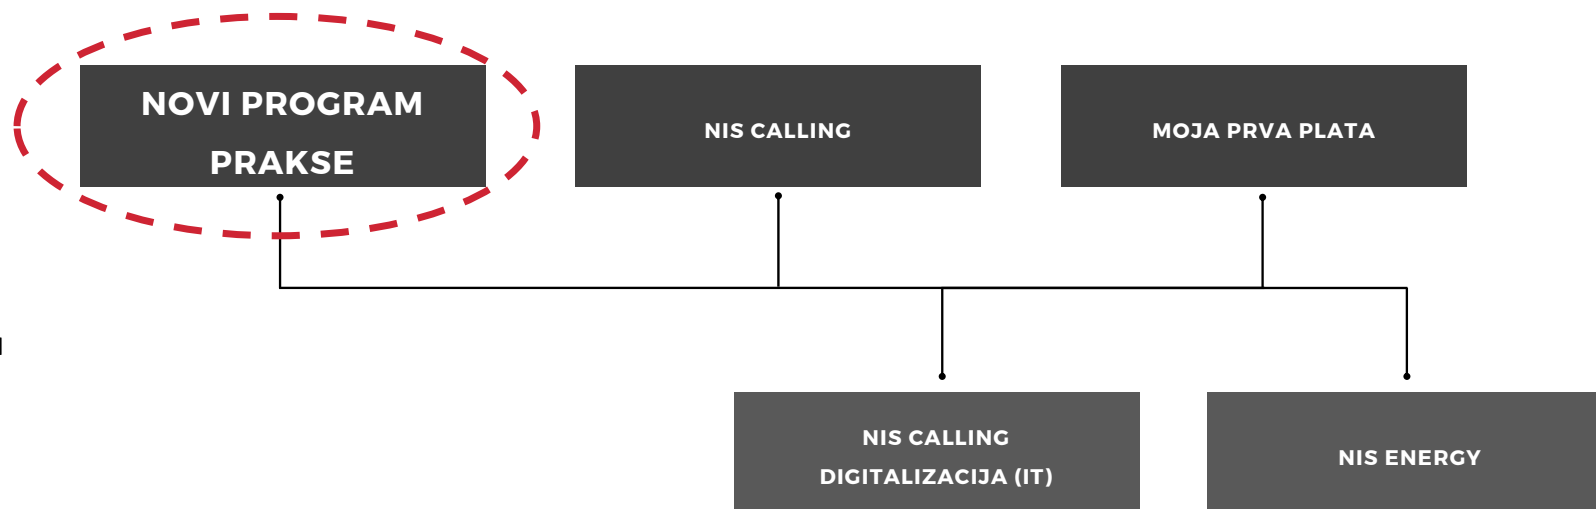 NOVI PROGRAM
PRAKSE
NIS CALLING
MOJA PRVA PLATA
NIS CALLING
DIGITALIZACIJA (IT)
NIS ENERGY